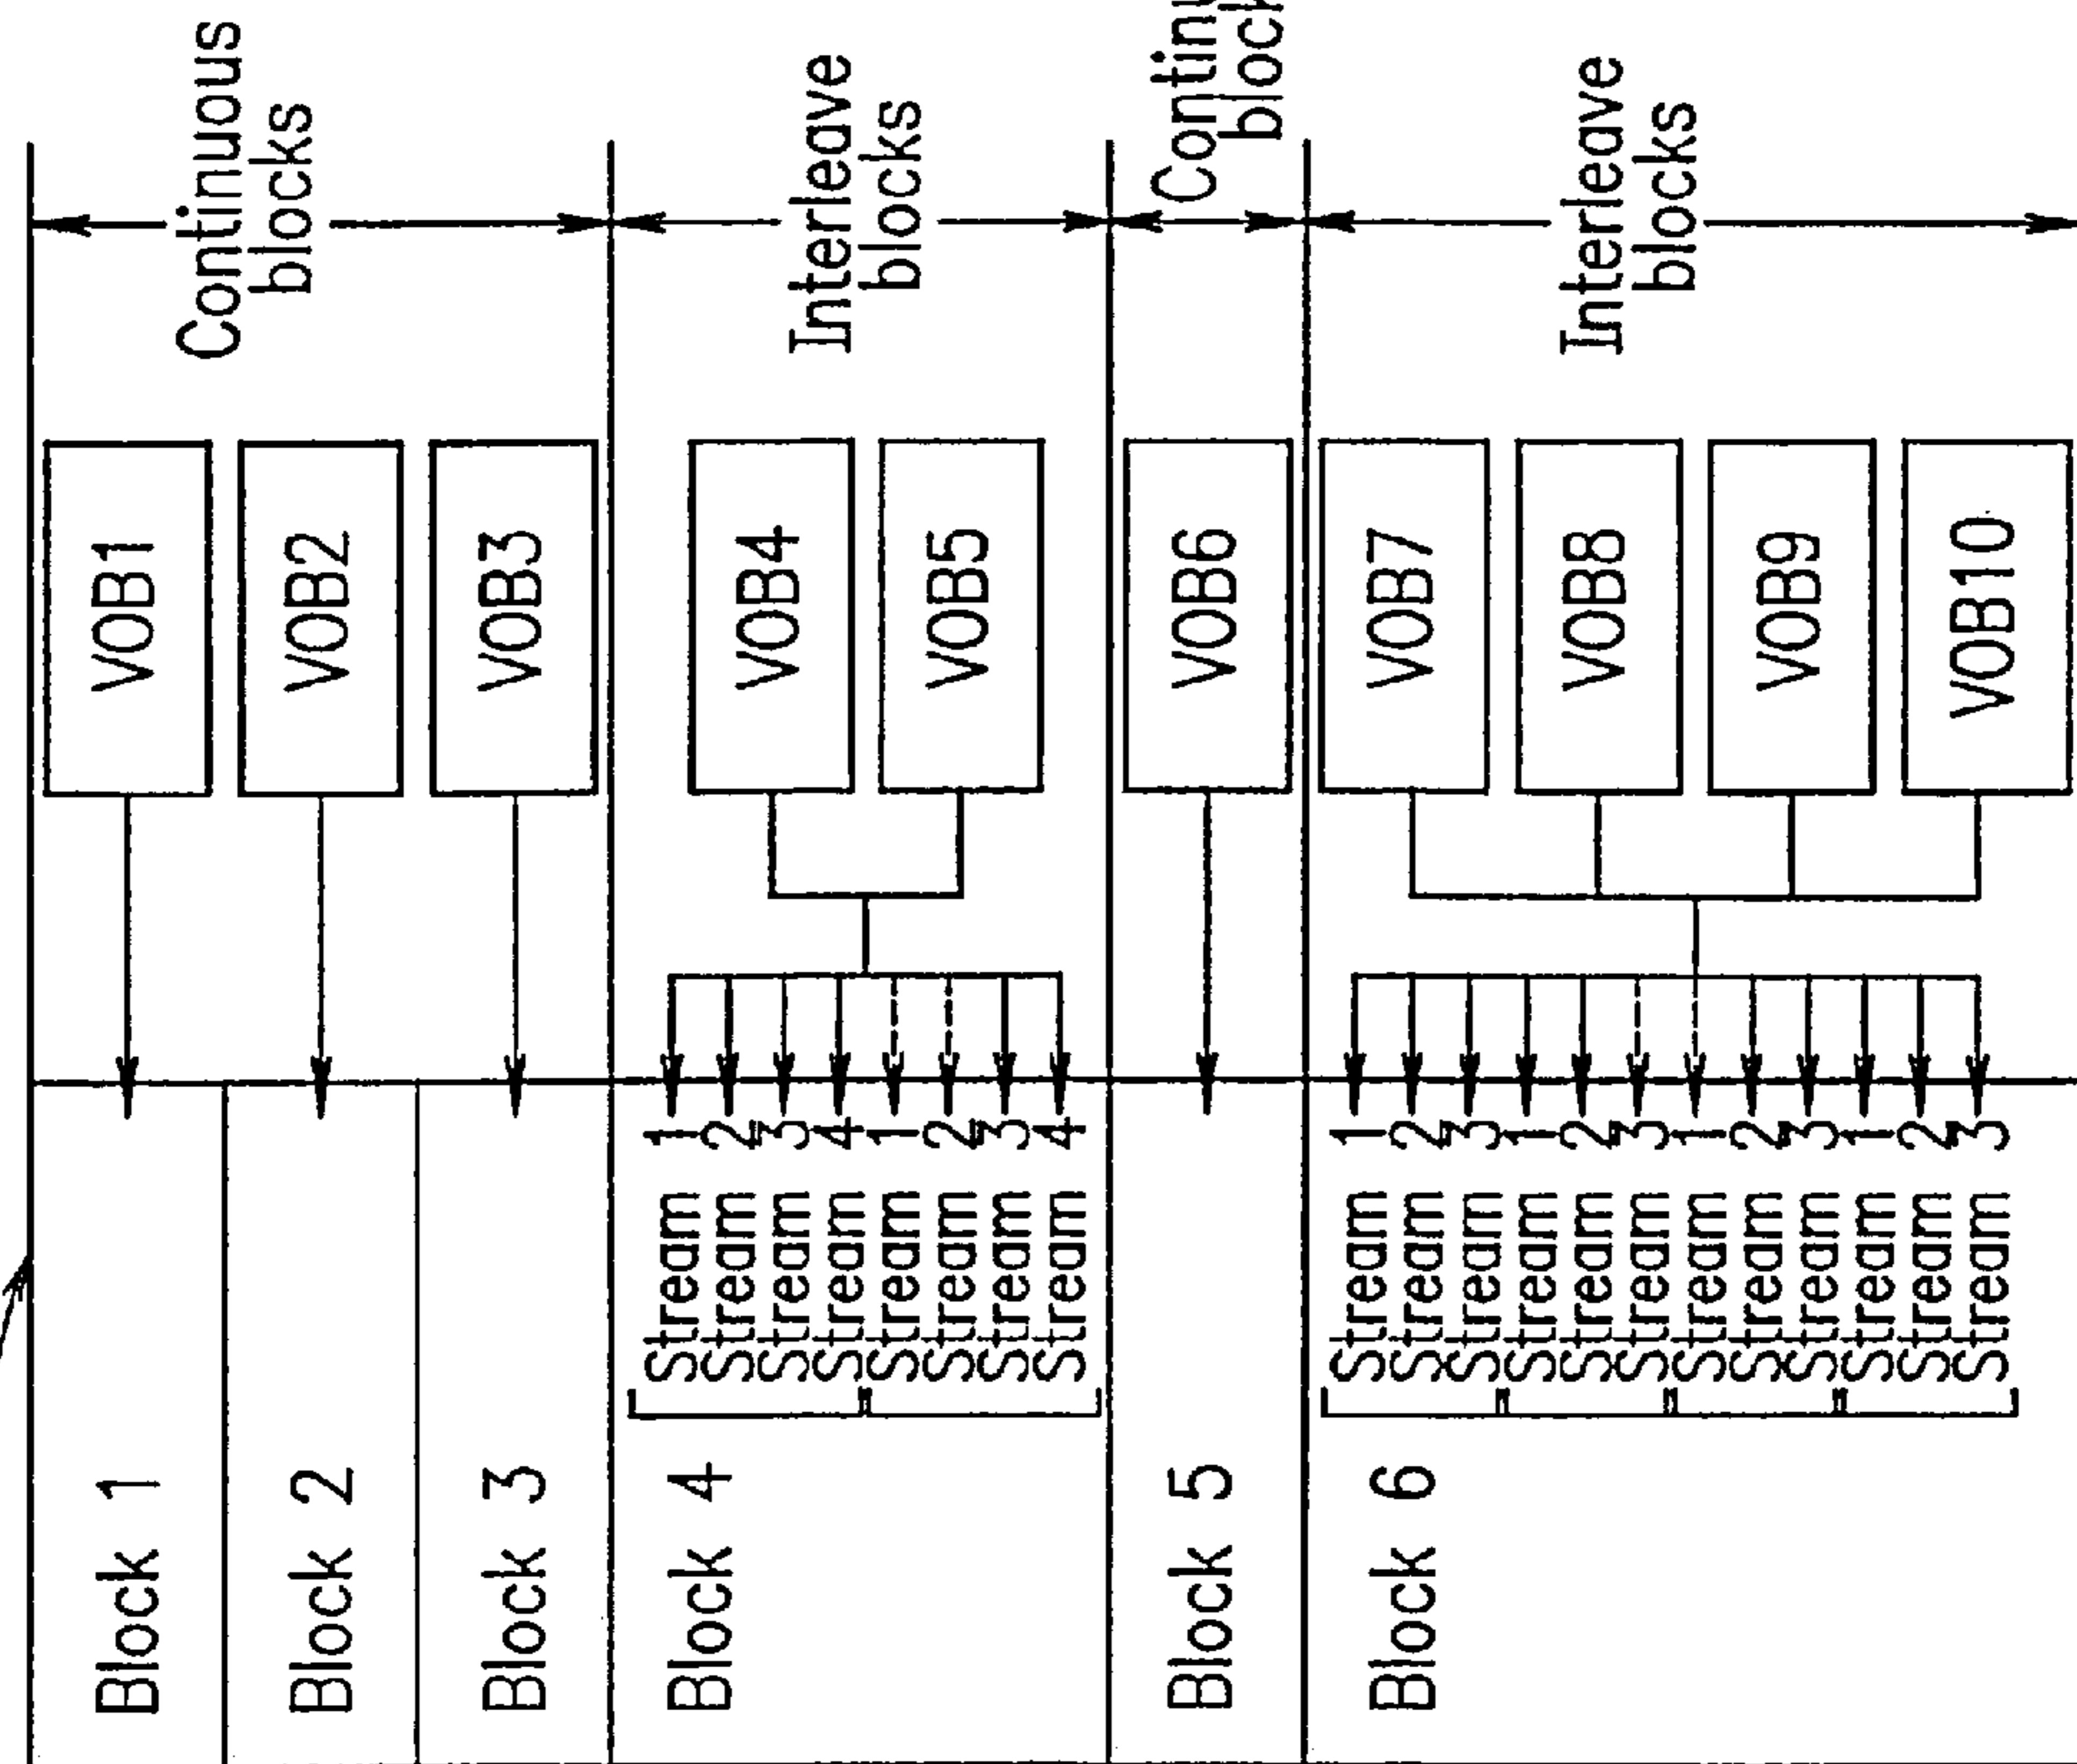 Block 1
VOB1
Continuous
blocks
Block 2
VOB2
Block 3
VOB3
Block 4
Stream 1
Stream 2
Stream 3
Stream 4
Stream 1
Stream 2
Stream 3
Stream 4
VOB4
VOB5
Interleave
blocks
Block 5
VOB6
Contin
block
Block 6
Stream 1
Stream 2
Stream 3
Stream 1
Stream 2
Stream 3
Stream 1
Stream 2
Stream 3
Stream 1
Stream 2
Stream 3
VOB7
VOB8
VOB9
VOB10
Interleave
blocks